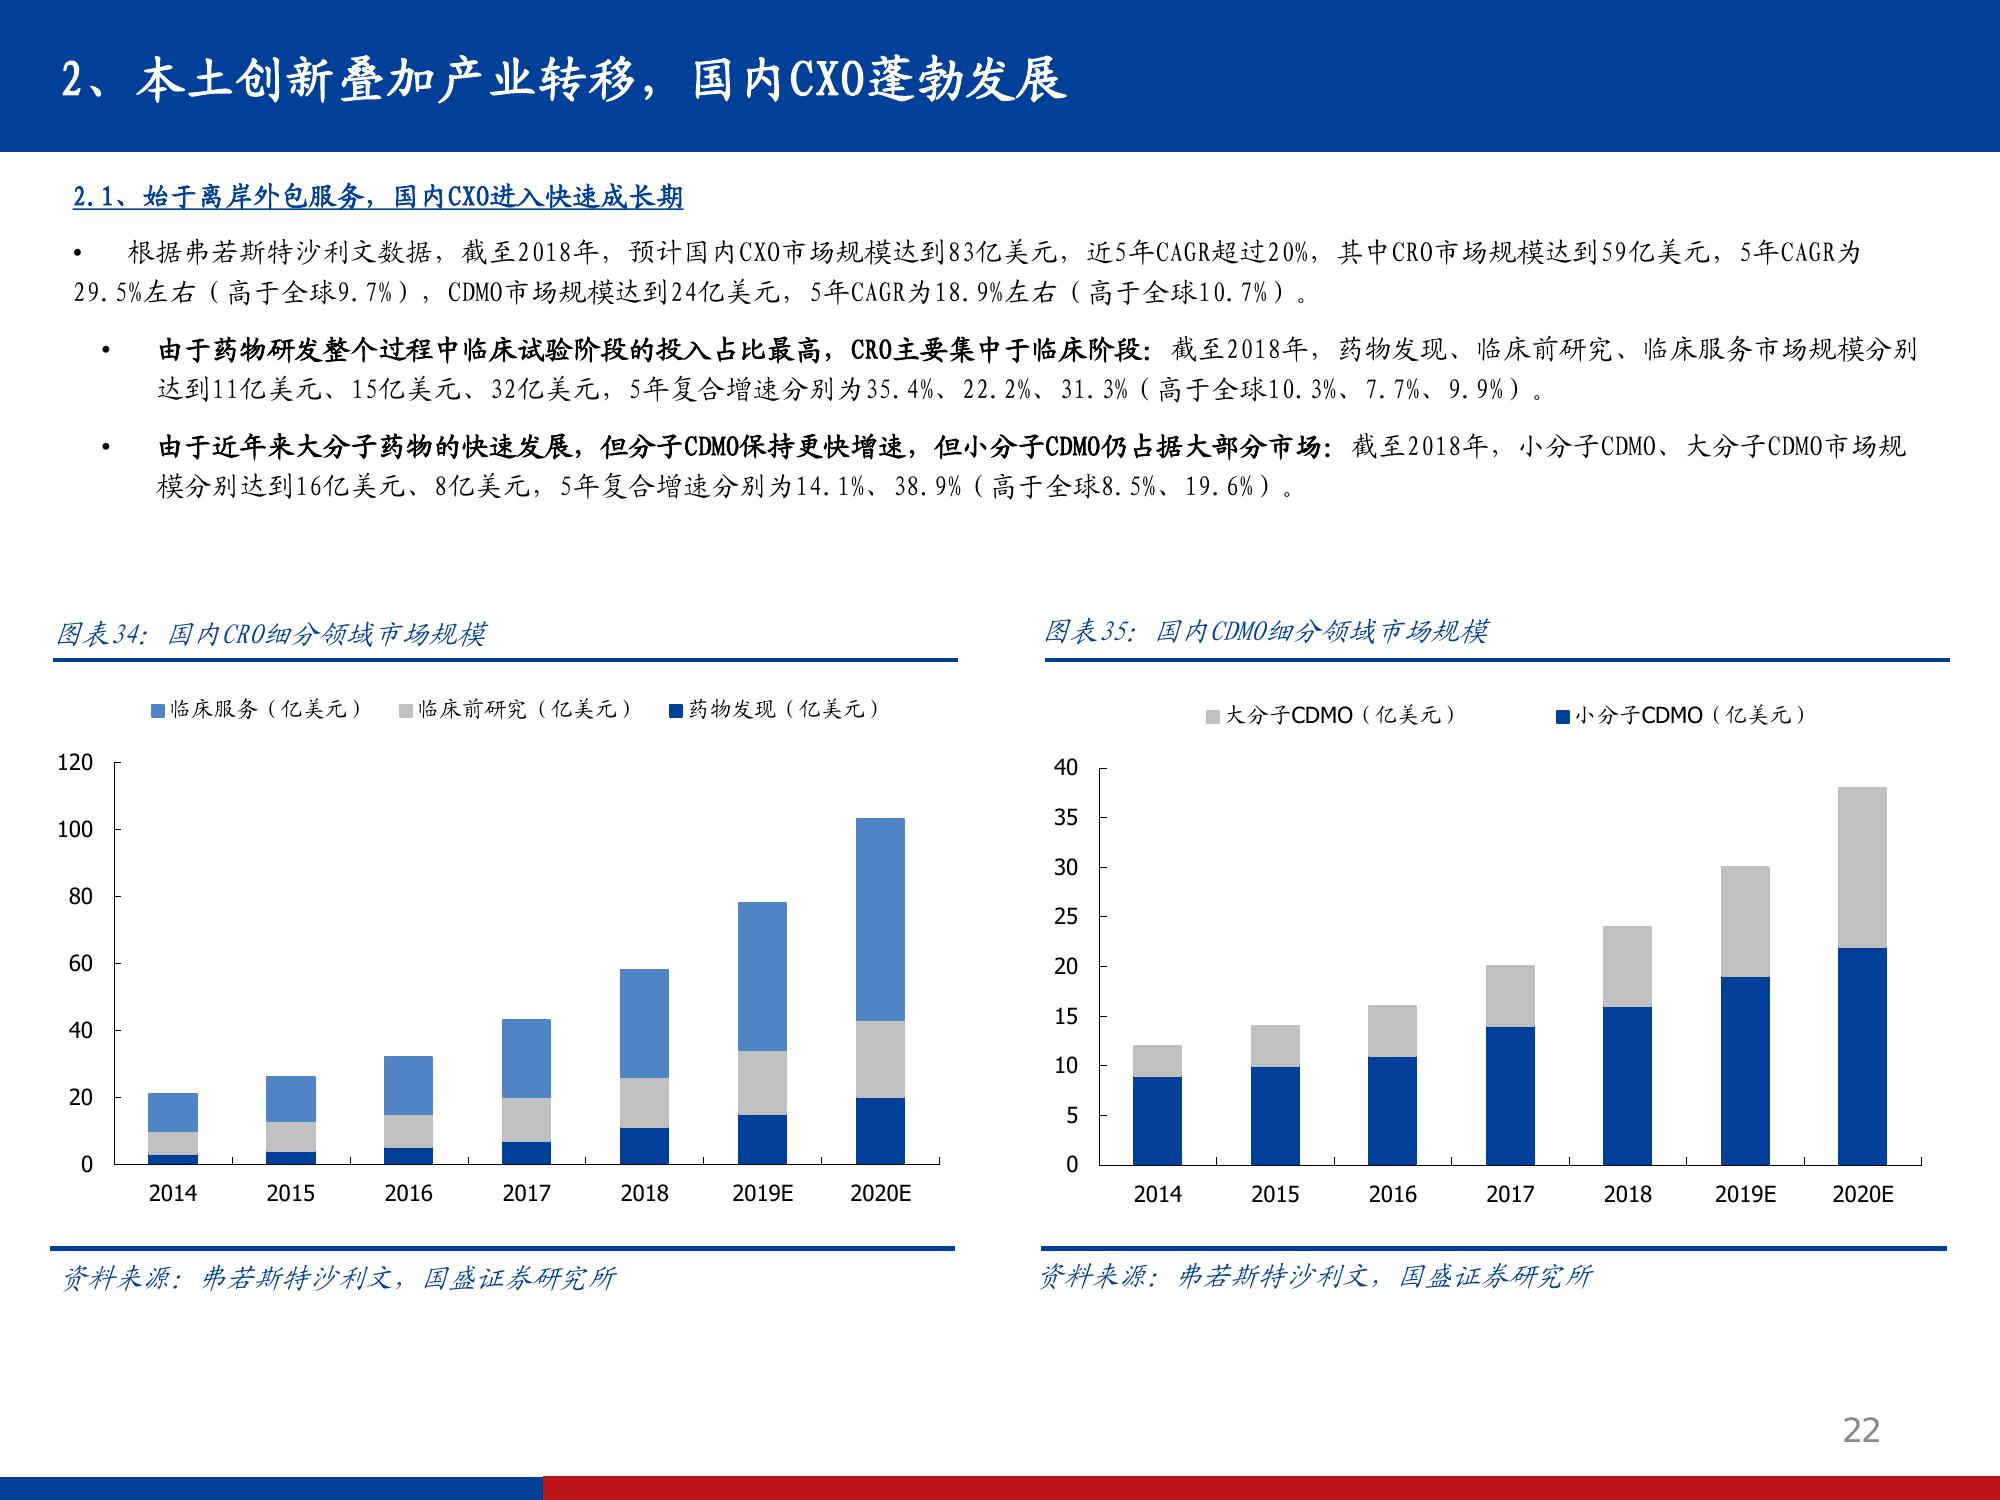 2、本土创新叠加产业转移，国内CXO蓬勃发展
2.1、始于离岸外包服务，国内CXO进入快速成长期
• 根据弗若斯特沙利文数据，截至2018年，预计国内CXO市场规模达到83亿美元，近5年CAGR超过20%，其中CRO市场规模达到59亿美元，5年CAGR为
29.5%左右（高于全球9.7%），CDMO市场规模达到24亿美元，5年CAGR为18.9%左右（高于全球10.7%）。
• 由于药物研发整个过程中临床试验阶段的投入占比最高，CRO主要集中于临床阶段：截至2018年，药物发现、临床前研究、临床服务市场规模分别
达到11亿美元、15亿美元、32亿美元，5年复合增速分别为35.4%、22.2%、31.3%（高于全球10.3%、7.7%、9.9%）。
• 由于近年来大分子药物的快速发展，但分子CDMO保持更快增速，但小分子CDMO仍占据大部分市场：截至2018年，小分子CDMO、大分子CDMO市场规
模分别达到16亿美元、8亿美元，5年复合增速分别为14.1%、38.9%（高于全球8.5%、19.6%）。
图表34：国内CRO细分领域市场规模
临床服务（亿美元） 临床前研究（亿美元） 药物发现（亿美元）
120
100
80
60
40
20
0
2014 2015 2016 2017 2018 2019E 2020E
资料来源：弗若斯特沙利文，国盛证券研究所
图表35：国内CDMO细分领域市场规模
大分子CDMO（亿美元） 小分子CDMO（亿美元）
40
35
30
25
20
15
10
5
0
2014 2015 2016 2017 2018 2019E 2020E
资料来源：弗若斯特沙利文，国盛证券研究所
22